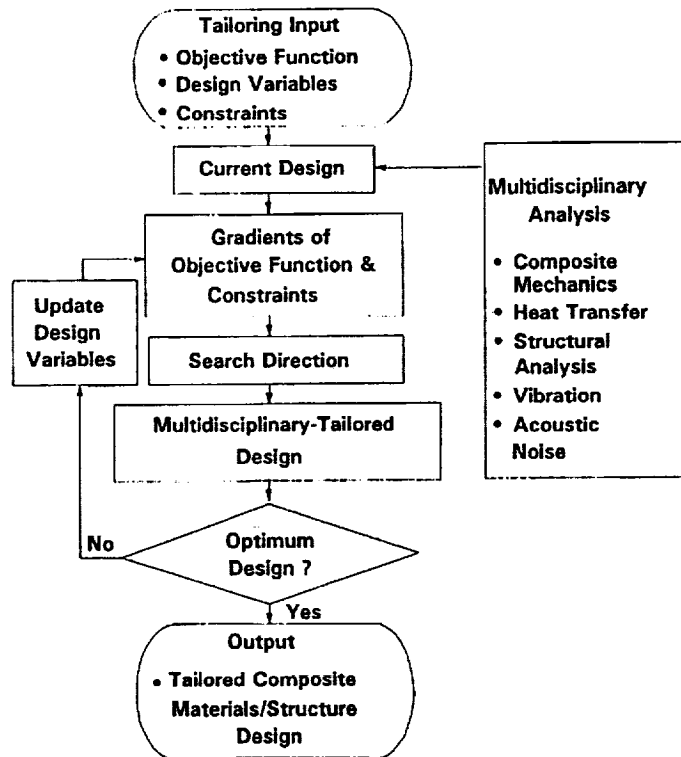 Tailoring Input
• Objective Function
• Design Variables
• Constraints
Current Design
Gradients of
Objective Function &
Constraints
Search Direction
Multidisciplinary-Tailored
Design
Optimum
Design ?
No
Yes
Update
Design
Variables
Output
• Tailored Composite
Materials/Structure
Design
Multidisciplinary
Analysis
• Composite
Mechanics
• Heat Transfer
• Structural
Analysis
• Vibration
• Acoustic
Noise